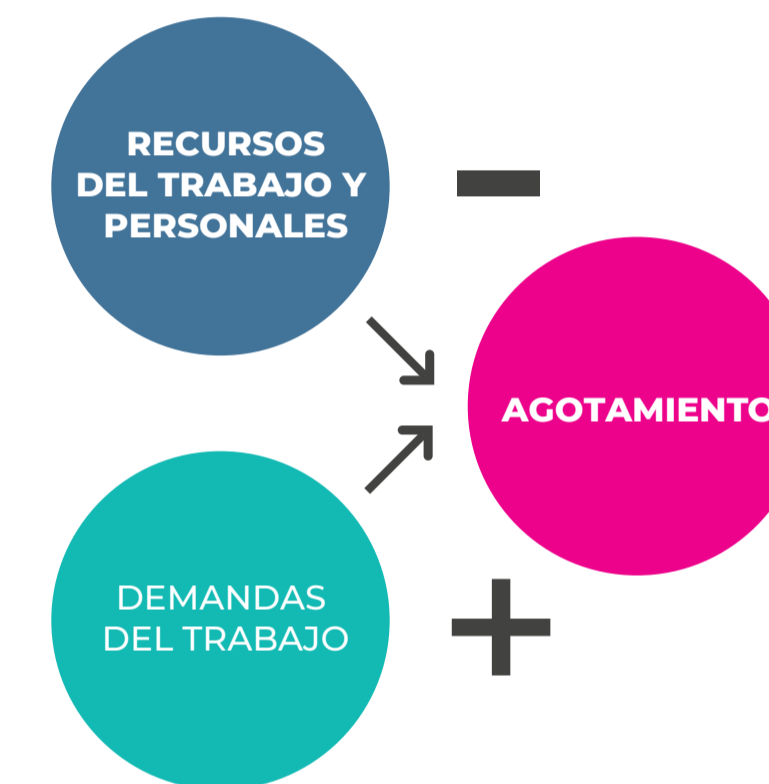 RECURSOS
DEL TRABAJO Y
PERSONALES
AGOTAMIENTO
DEMANDAS
DEL TRABAJO